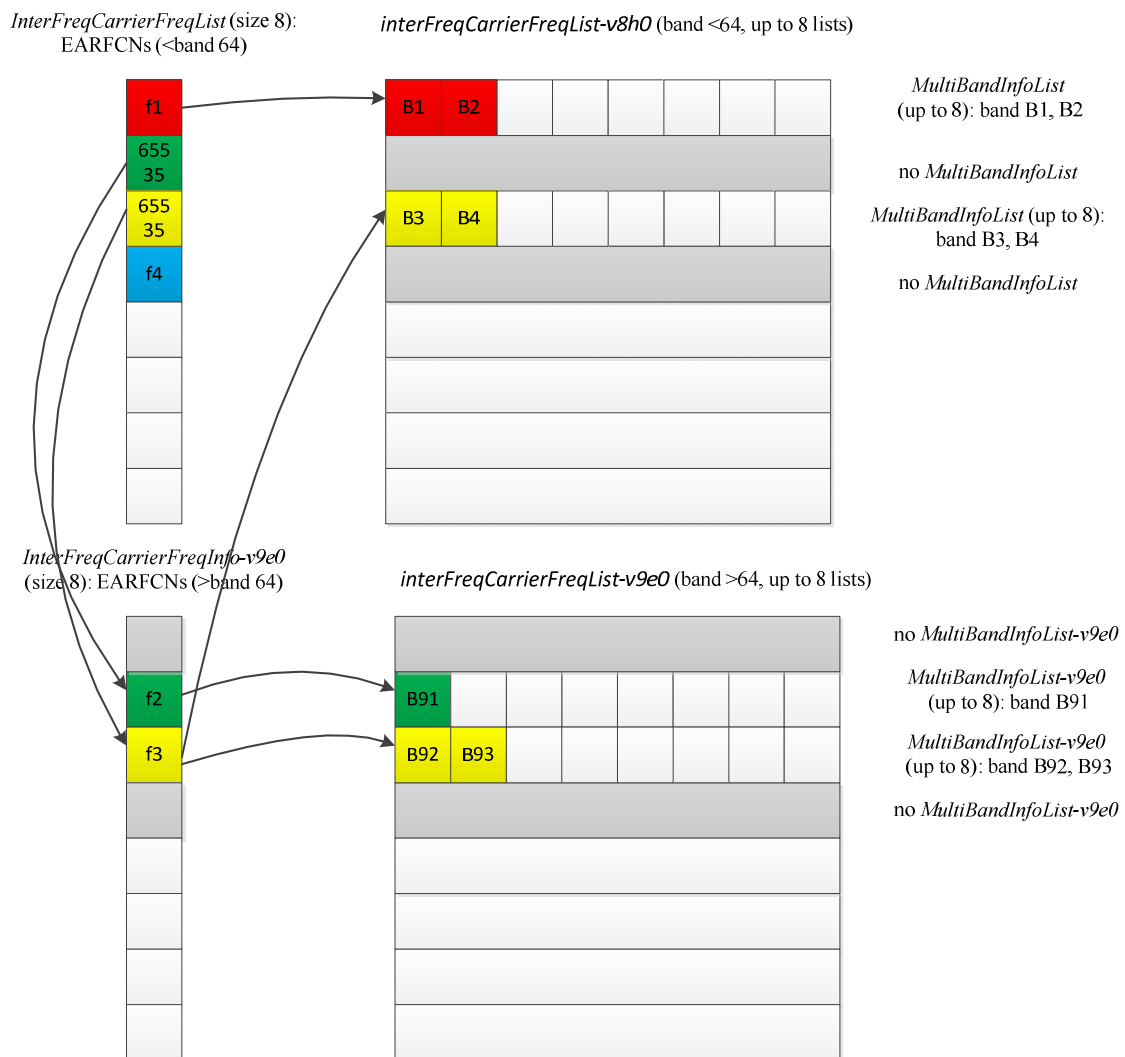 InterFreqCarrierFreqList (size 8):
EARFCNs (<band 64)
interFreqCarrierFreqList-v8h0 (band <64, up to 8 lists)
f1
B1 B2
MultiBandInfoList
(up to 8): band B1, B2
655
35
no MultiBandInfoList
655
35
B3 B4
MultiBandInfoList (up to 8):
band B3, B4
f4
no MultiBandInfoList
InterFreqCarrierFreqInfo-v9e0
(size 8): EARFCNs (>band 64)
interFreqCarrierFreqList-v9e0 (band >64, up to 8 lists)
no MultiBandInfoList-v9e0
f2
B91
MultiBandInfoList-v9e0
(up to 8): band B91
f3
B92 B93
MultiBandInfoList-v9e0
(up to 8): band B92, B93
no MultiBandInfoList-v9e0